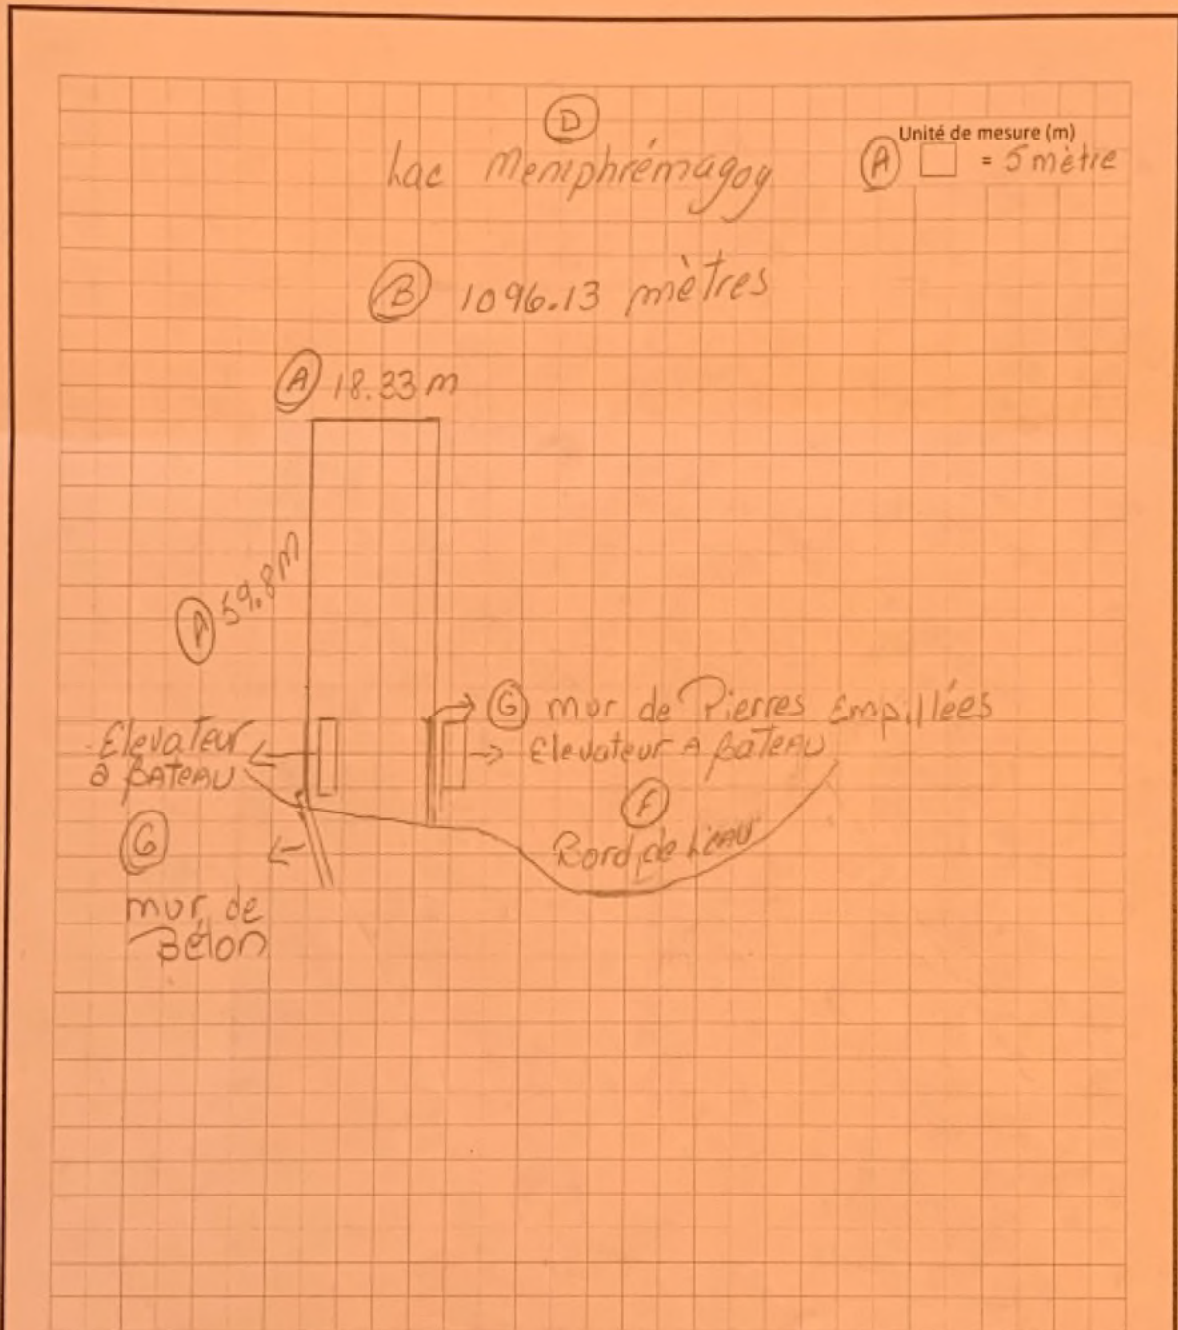 D
Lac Memphrémagog
Unité de mesure (m)
A □ = 5 mètre
B 1096.13 mètres
A 18.33 m
A 59.8 m
G mur de Pierres Empillées
Elevateur A Bateau
Elevateur
à Bateau
F
Bord de L'eau
G
mur de
Béton